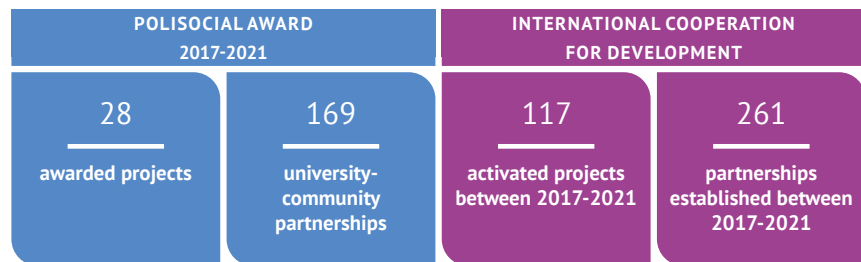 POLISOCIAL AWARD
2017-2021
INTERNATIONAL COOPERATION
FOR DEVELOPMENT
28
awarded projects
169
university-
community
partnerships
117
activated projects
between 2017-2021
261
partnerships
established between
2017-2021